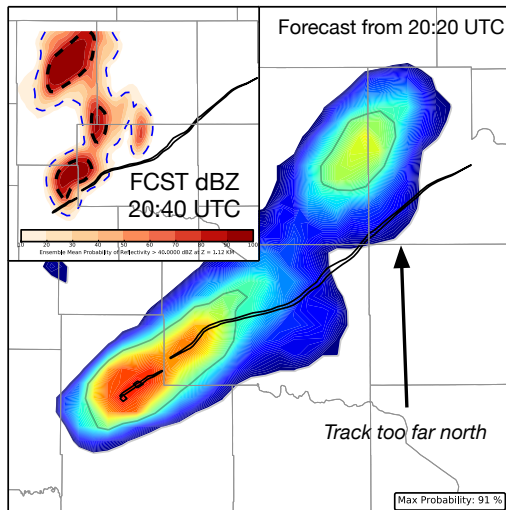 Forecast from 20:20 UTC
FCST dBZ
20:40 UTC
20 30 40 50 60 70 80 90 100
Ensemble Mean Probability of Reflectivity > 40.0000 dBZ at Z = 1.12 KM
Track too far north
Max Probability: 91 %